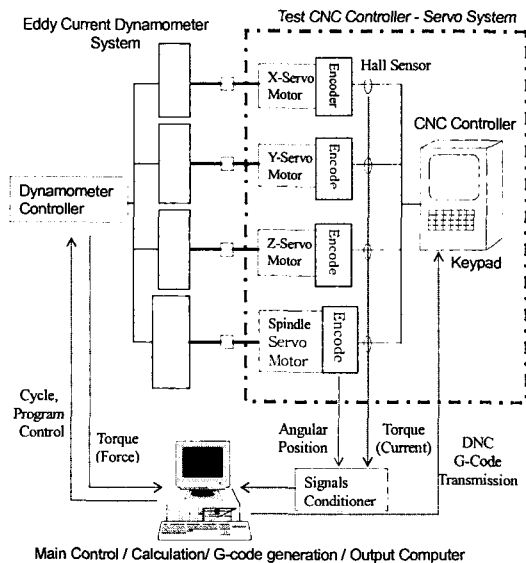 Eddy Current Dynamometer
System
Test CNC Controller - Servo System
X-Servo
Motor
Encoder
Hall Sensor
CNC Controller
Y-Servo
Motor
Encode
Dynamometer
Controller
Z-Servo
Motor
Encode
Keypad
Spindle
Servo
Motor
Encode
Cycle,
Program
Control
Torque
(Force)
Angular
Position
Torque
(Current)
DNC
G-Code
Transmission
Signals
Conditioner
Main Control / Calculation/ G-code generation / Output Computer